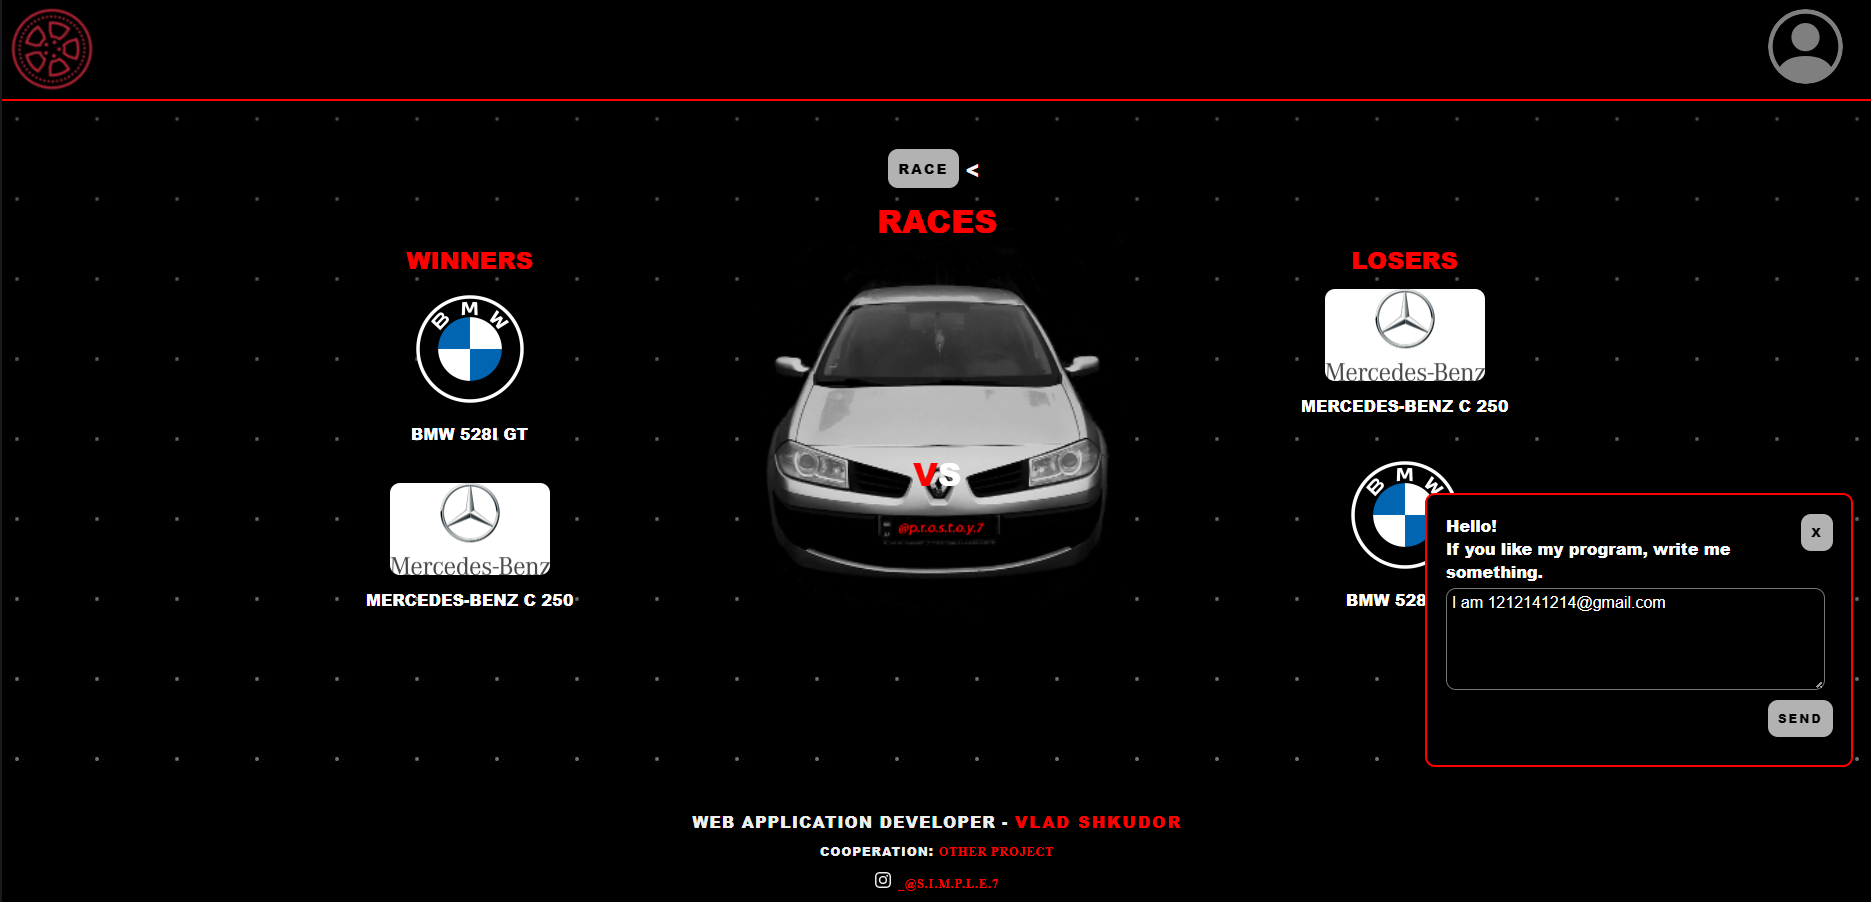 RACE <
RACES
WINNERS
LOSERS
BMW
BMW 528I GT
Mercedes-Benz
MERCEDES-BENZ C 250
VS
@p.r.o.s.t.o.y.7
Mercedes-Benz
MERCEDES-BENZ C 250
BMW
BMW 528
Hello!
X
If you like my program, write me
something.
I am 1212141214@gmail.com
SEND
WEB APPLICATION DEVELOPER - VLAD SHKUDOR
COOPERATION: OTHER PROJECT
_@S.I.M.P.L.E.7